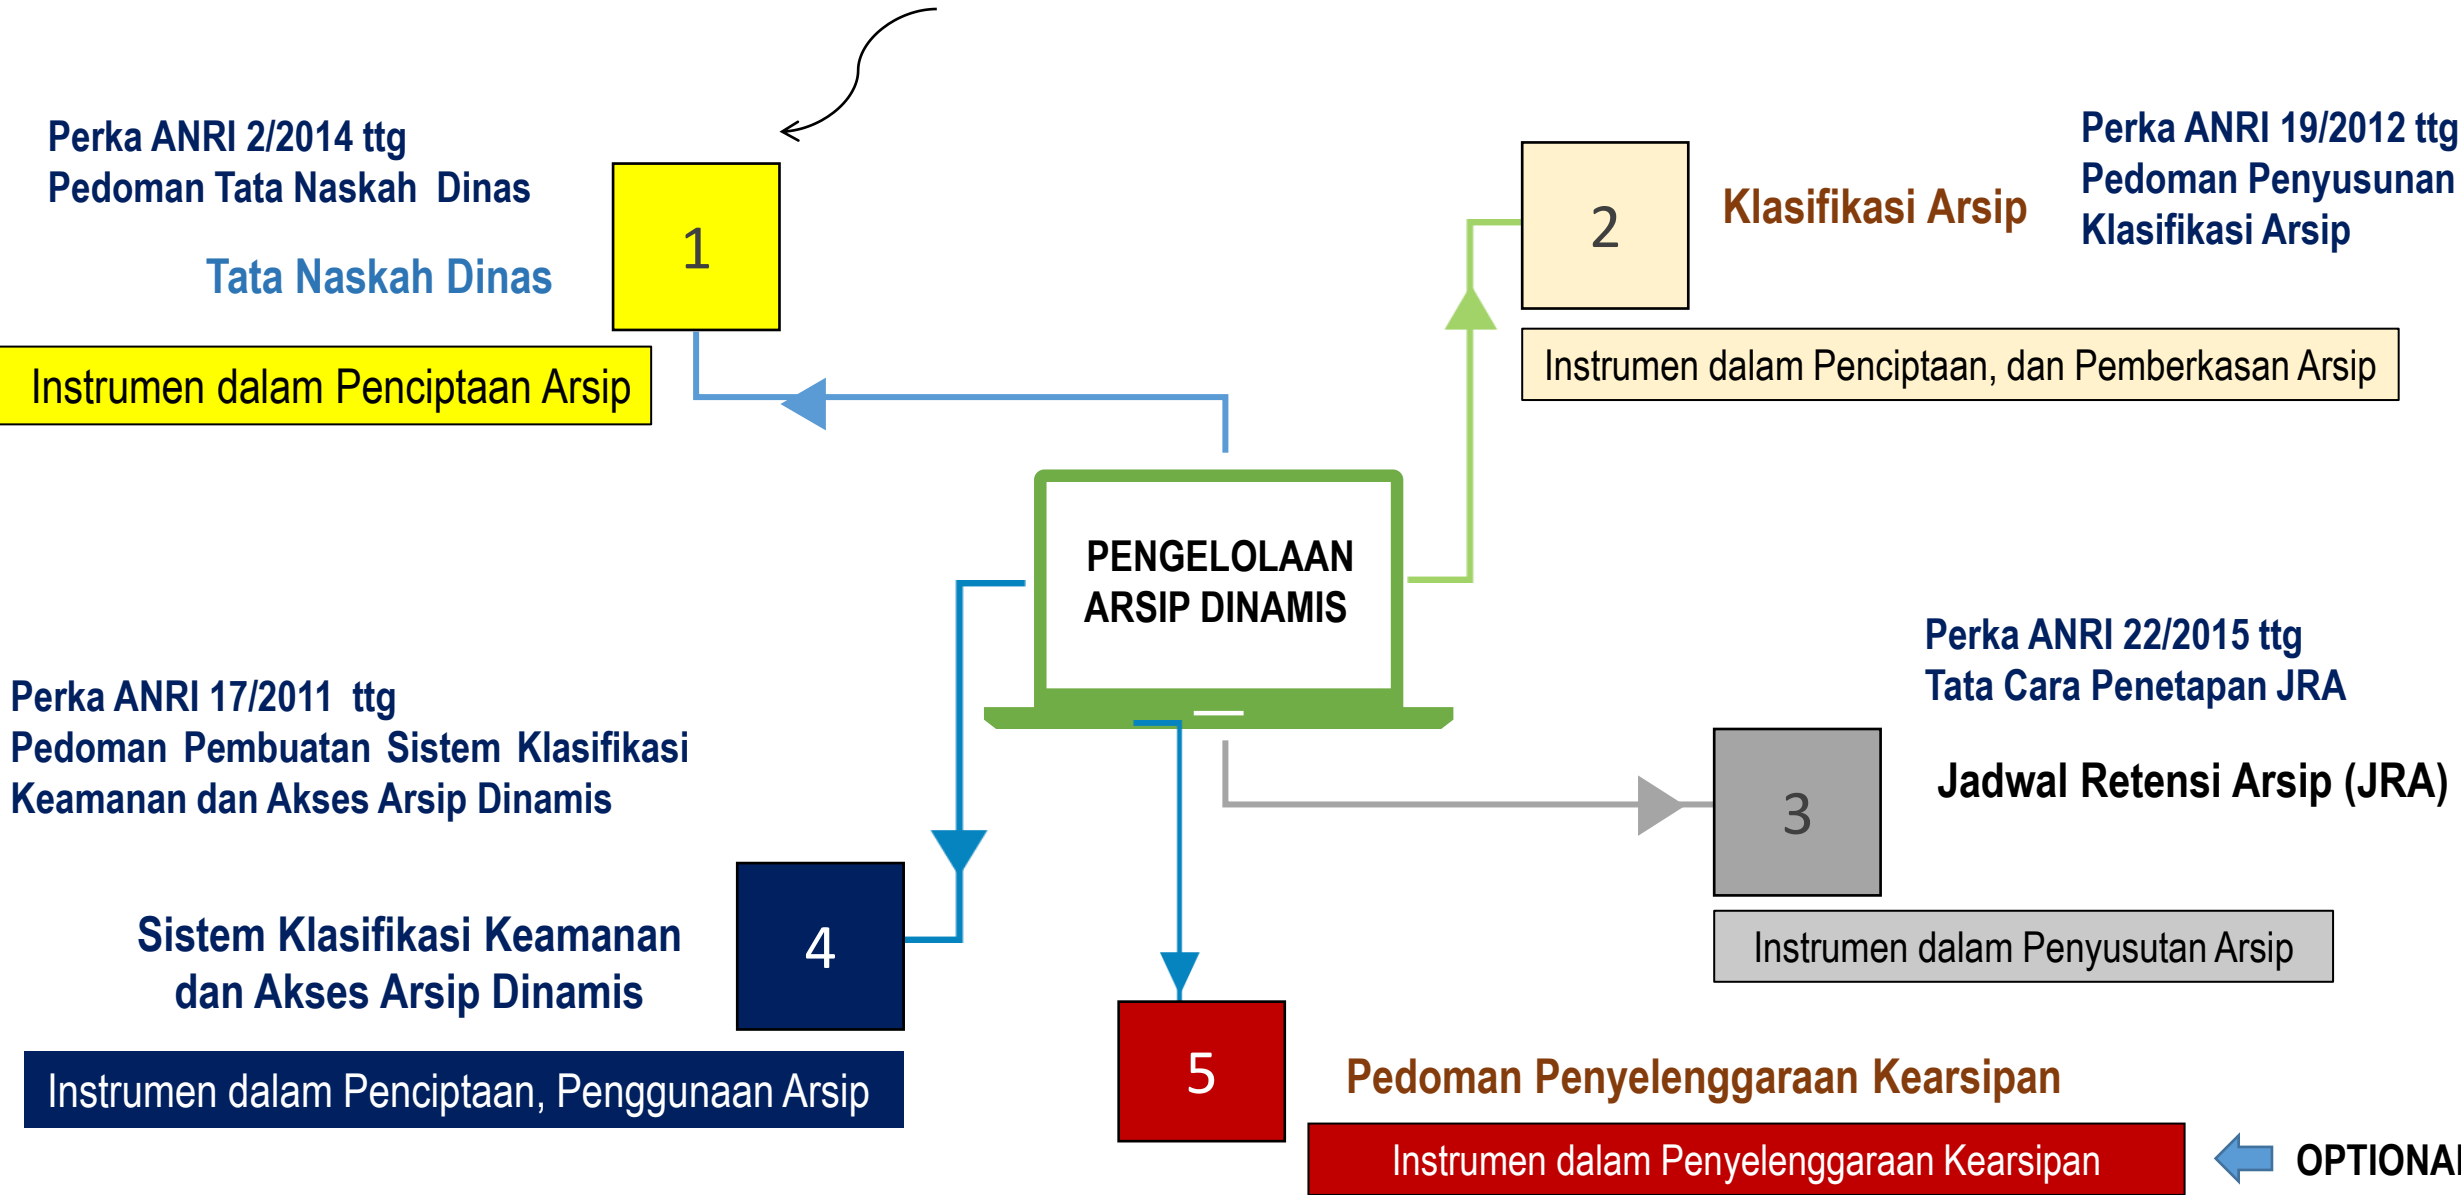 Perka ANRI 2/2014 ttg
Pedoman Tata Naskah Dinas
Tata Naskah Dinas
1
Instrumen dalam Penciptaan Arsip
2
Klasifikasi Arsip
Perka ANRI 19/2012 ttg
Pedoman Penyusunan
Klasifikasi Arsip
Instrumen dalam Penciptaan, dan Pemberkasan Arsip
PENGELOLAAN
ARSIP DINAMIS
Perka ANRI 22/2015 ttg
Tata Cara Penetapan JRA
3
Jadwal Retensi Arsip (JRA)
Instrumen dalam Penyusutan Arsip
Perka ANRI 17/2011 ttg
Pedoman Pembuatan Sistem Klasifikasi
Keamanan dan Akses Arsip Dinamis
Sistem Klasifikasi Keamanan
dan Akses Arsip Dinamis
4
Instrumen dalam Penciptaan, Penggunaan Arsip
5
Pedoman Penyelenggaraan Kearsipan
Instrumen dalam Penyelenggaraan Kearsipan
OPTIONAL